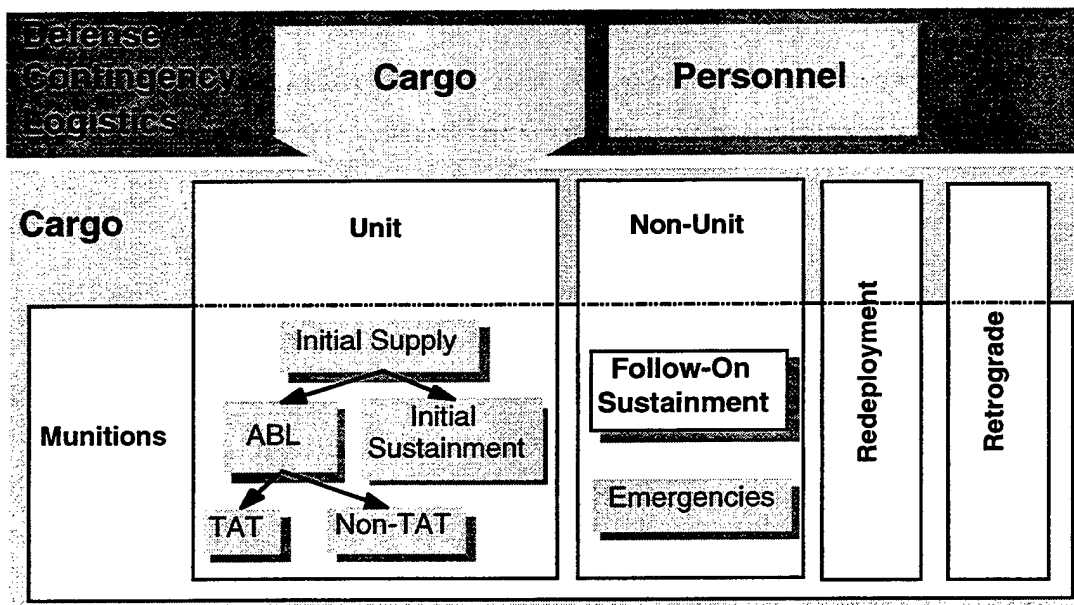 Defense
Contingency
Logistics
Cargo
Personnel
Cargo
Unit
Non-Unit
Redeployment
Retrograde
Munitions
Initial Supply
ABL
Initial
Sustainment
TAT
Non-TAT
Follow-On
Sustainment
Emergencies